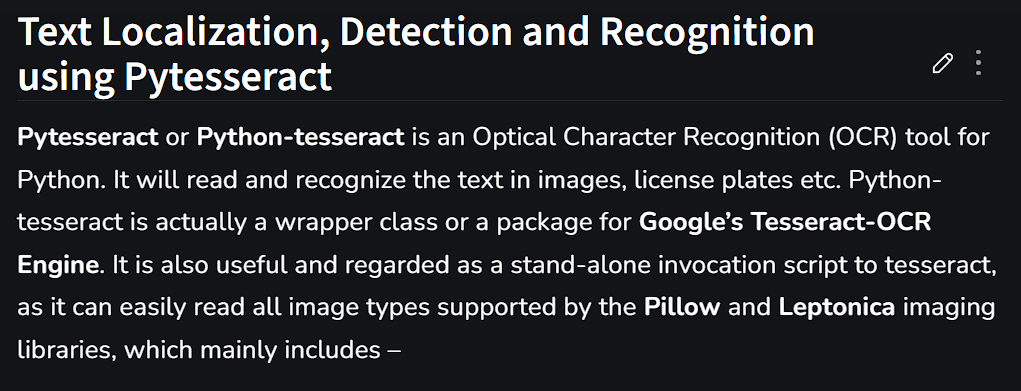 Text Localization, Detection and Recognition
using Pytesseract
Pytesseract or Python-tesseract is an Optical Character Recognition (OCR) tool for
Python. It will read and recognize the text in images, license plates etc. Python-
tesseract is actually a wrapper class or a package for Google’s Tesseract-OCR
Engine. It is also useful and regarded as a stand-alone invocation script to tesseract,
as it can easily read all image types supported by the Pillow and Leptonica imaging
libraries, which mainly includes –